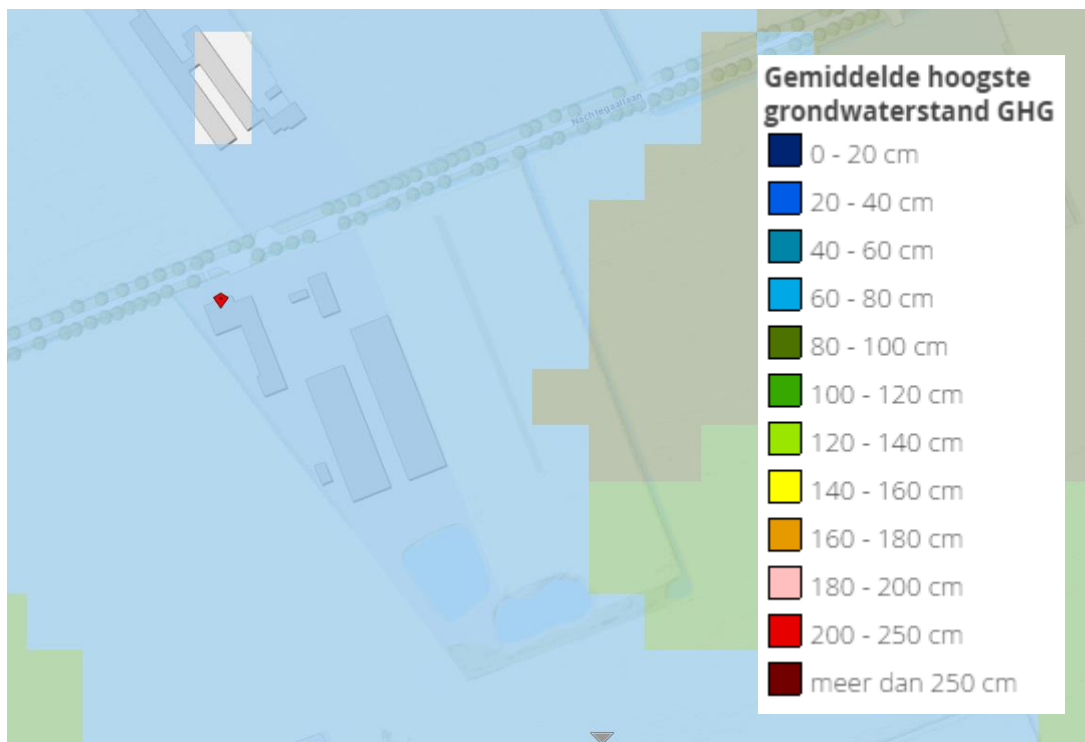 Nachtegaallaan
Gemiddelde hoogste
grondwaterstand GHG
0 - 20 cm
20 - 40 cm
40 - 60 cm
60 - 80 cm
80 - 100 cm
100 - 120 cm
120 - 140 cm
140 - 160 cm
160 - 180 cm
180 - 200 cm
200 - 250 cm
meer dan 250 cm